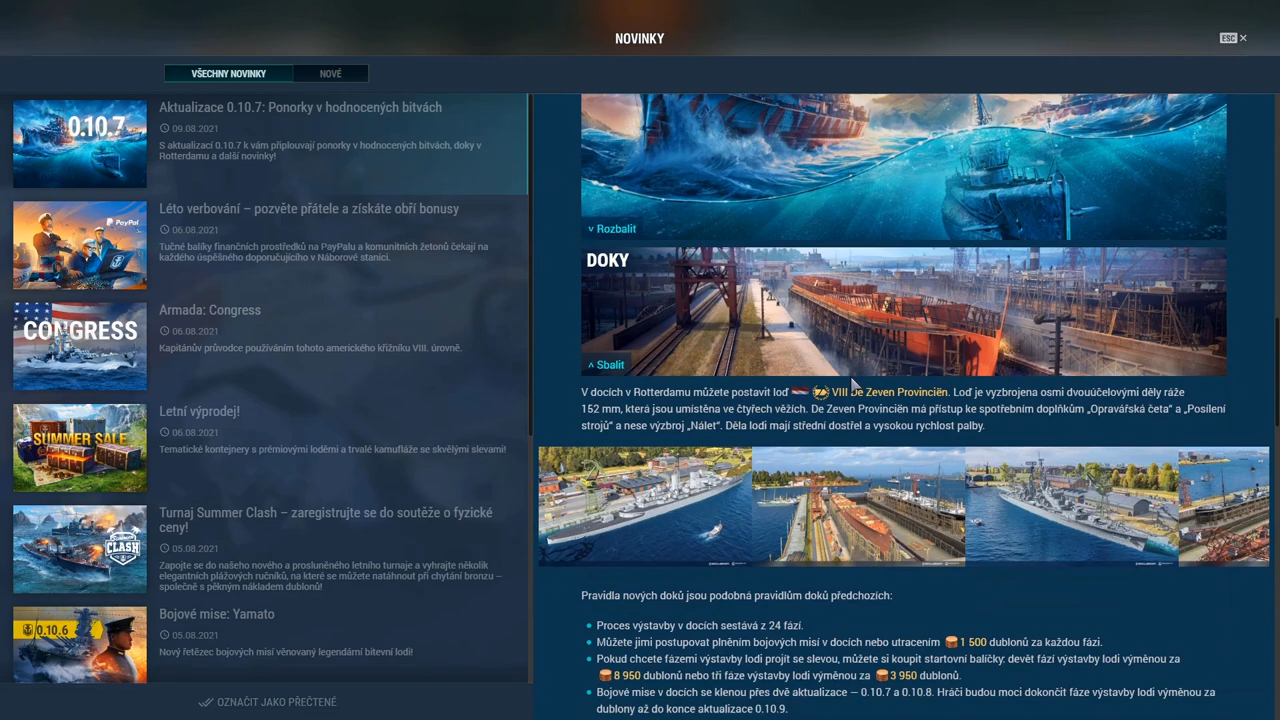 NOVINKY
ESC
VŠECHNY NOVINKY
NOVÉ
0.10.7
Aktualizace 0.10.7: Ponorky v hodnocených bitvách
09.08.2021
S aktualizací 0.10.7 k vám připlouvají ponorky v hodnocených bitvách, doky v
Rotterdamu a další novinky!
PayPal
Léto verbování – pozvěte přátele a získáte obří bonusy
06.08.2021
Tučné balíky finančních prostředků na PayPalu a komunitních žetonů čekají na
každého úspěšného doporučujícího v Náborové stanici.
CONGRESS
Armada: Congress
06.08.2021
Kapitánův průvodce používáním tohoto amerického křižníku VIII. úrovně.
SUMMER SALE
Letní výprodej!
06.08.2021
Tematické kontejnery s prémiovými loděmi a trvalé kamufláže se skvělými slevami!
SUMMER
CLASH
Turnaj Summer Clash – zaregistrujte se do soutěže o fyzické
ceny!
05.08.2021
Zapojte se do našeho nového a prosluněného letního turnaje a vyhrajte několik
elegantních plážových ručníků, na které se můžete natáhnout při chytání bronzu –
společně s pěkným nákladem dublonů!
0.10.6
Bojové mise: Yamato
05.08.2021
Nový řetězec bojových misí věnovaný legendární bitevní lodi!
OZNAČIT JAKO PŘEČTENÉ
Rozbalit
DOKY
Sbalit
V docích v Rotterdamu můžete postavit loď VIII De Zeven Provinciën. Loď je vyzbrojena osmi dvouúčelovými děly ráže
152 mm, která jsou umístěna ve čtyřech věžích. De Zeven Provinciën má přístup ke spotřebním doplňkům „Opravářská četa“ a „Posílení
strojů“ a nese výzbroj „Nálet“. Děla lodi mají střední dostřel a vysokou rychlost palby.
Pravidla nových doků jsou podobná pravidlům doků předchozích:
Proces výstavby v docích sestává z 24 fází.
Můžete jimi postupovat plněním bojových misí v docích nebo utracením 1 500 dublonů za každou fázi.
Pokud chcete fázemi výstavby lodi projít se slevou, můžete si koupit startovní balíčky: devět fází výstavby lodi výměnou za
8 950 dublonů nebo tři fáze výstavby lodi výměnou za 3 950 dublonů.
Bojové mise v docích se klenou přes dvě aktualizace — 0.10.7 a 0.10.8. Hráči budou moci dokončit fáze výstavby lodi výměnou za
dublony až do konce aktualizace 0.10.9.